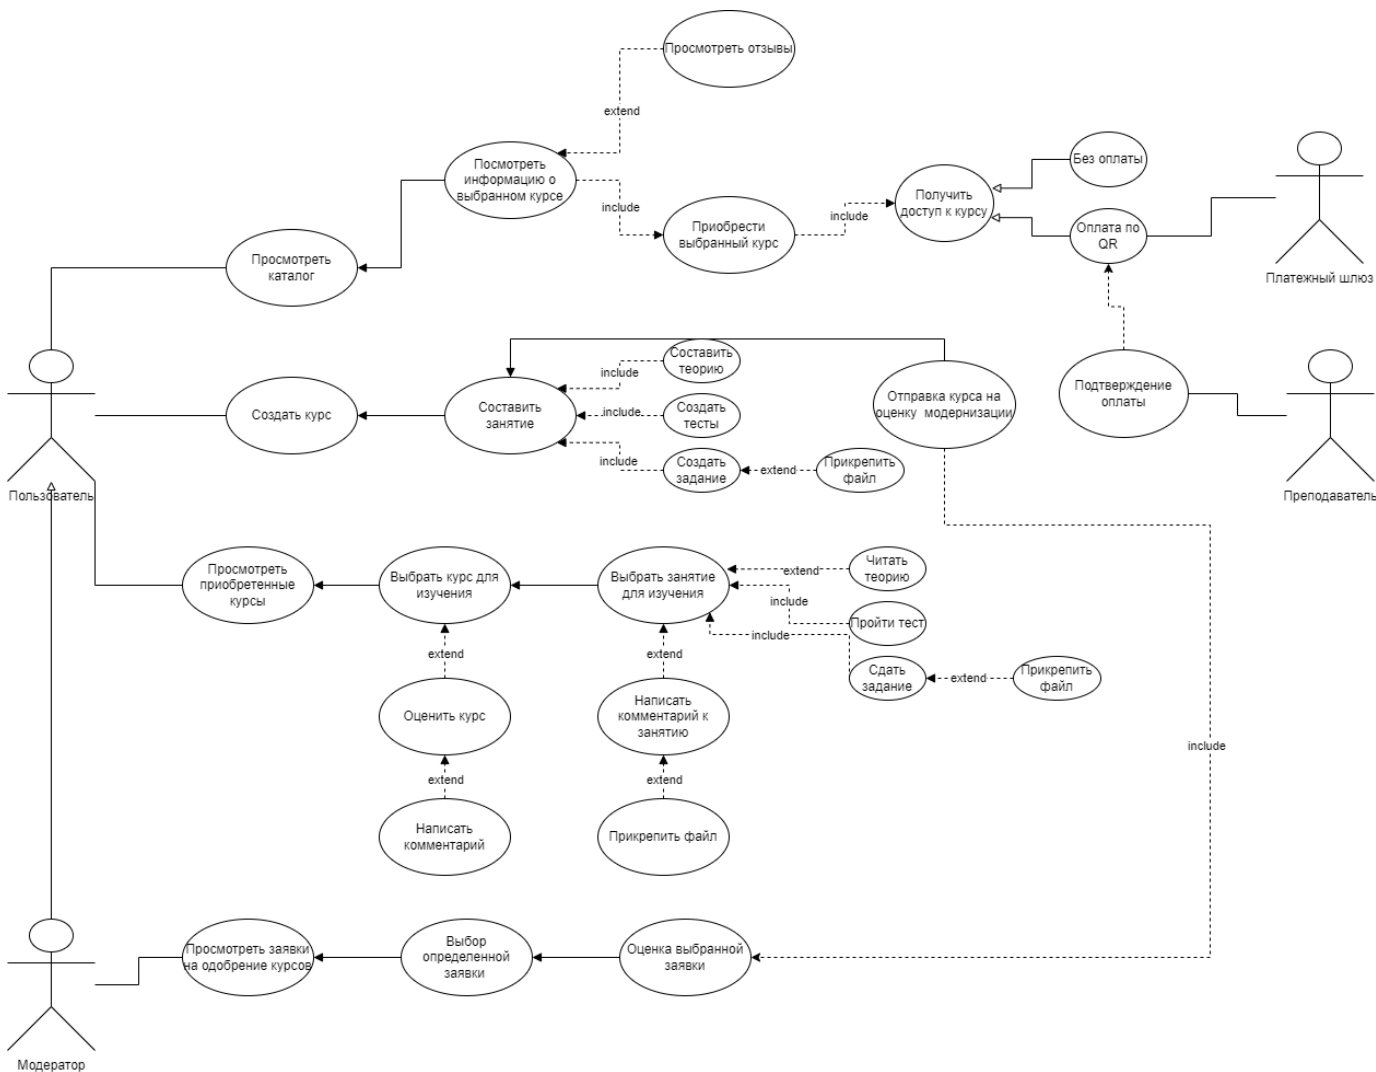 Просмотреть отзывы
extend
Посмотреть
информацию о
выбранном курсе
include
Приобрести
выбранный курс
include
Получить
доступ к курсу
Без оплаты
Оплата по
QR
Платежный шлюз
Просмотреть
каталог
Пользователь
Создать курс
Составить
занятие
include
Составить
теорию
include
Создать
тесты
include
Создать
задание
extend
Прикрепить
файл
Отправка курса на
оценку модернизации
Подтверждение
оплаты
Преподаватель
Просмотреть
приобретенные
курсы
Выбрать курс для
изучения
Выбрать занятие
для изучения
extend
Читать
теорию
include
Пройти тест
include
Сдать
задание
extend
Прикрепить
файл
extend
extend
Оценить курс
Написать
комментарий к
занятию
include
extend
extend
Написать
комментарий
Прикрепить файл
Просмотреть заявки
на одобрение курсов
Выбор
определенной
заявки
Оценка выбранной
заявки
Модератор